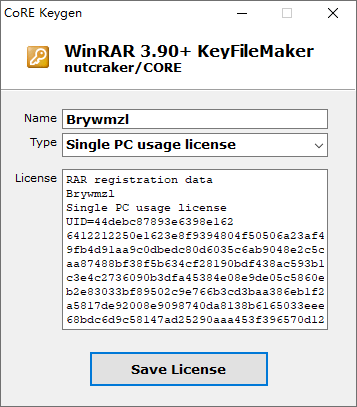 CoRE Keygen
WinRAR 3.90+ KeyFileMaker
nutcraker/CORE
Name
Brywmzl
Type
Single PC usage license
License
RAR registration data
Brywmzl
Single PC usage license
UID=44debc87893e6398e162
6412212250e1623e8f9394804f50506a23af4
9fb4d91aa9c0dbedc80d6035c6ab9048e2c5c
aa87488bf38f5b634cf28190bdf438ac593b1
c3e4c2736090b3dfa45384e08e9de05c5860e
b2e83033bf89502c9e766b3cd3baa386eb1f2
a5817de92008e9098740da8138b6165033eee
68bdc6d9c58147ad25290aaa453f396570d12
Save License